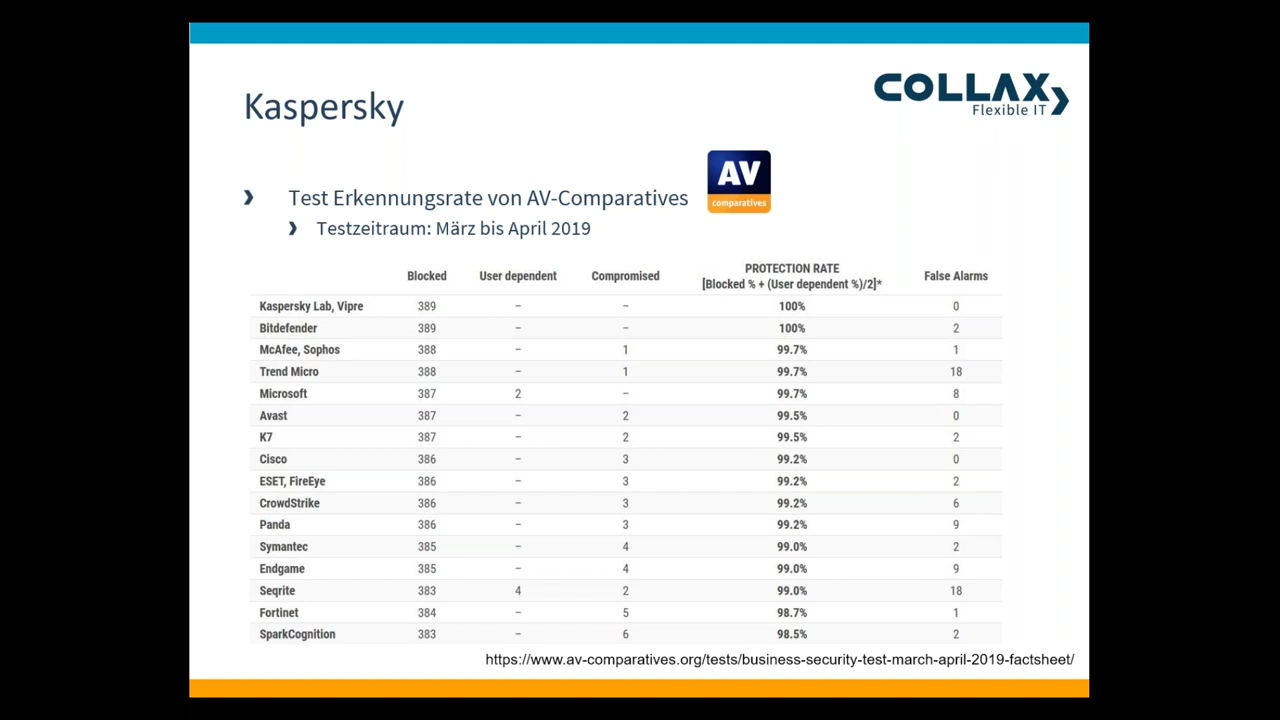 COLLAX
Flexible IT
Kaspersky
AV
comparatives
❯ Test Erkennungsrate von AV-Comparatives
❯ Testzeitraum: März bis April 2019
Blocked User dependent Compromised PROTECTION RATE [Blocked % + (User dependent %)/2]* False Alarms
Kaspersky Lab, Vipre 389 – – 100% 0
Bitdefender 389 – – 100% 2
McAfee, Sophos 388 – 1 99.7% 1
Trend Micro 388 – 1 99.7% 18
Microsoft 387 2 – 99.7% 8
Avast 387 – 2 99.5% 0
K7 387 – 2 99.5% 2
Cisco 386 – 3 99.2% 0
ESET, FireEye 386 – 3 99.2% 2
CrowdStrike 386 – 3 99.2% 6
Panda 386 – 3 99.2% 9
Symantec 385 – 4 99.0% 2
Endgame 385 – 4 99.0% 9
Seqrite 383 4 2 99.0% 18
Fortinet 384 – 5 98.7% 1
SparkCognition 383 – 6 98.5% 2
https://www.av-comparatives.org/tests/business-security-test-march-april-2019-factsheet/